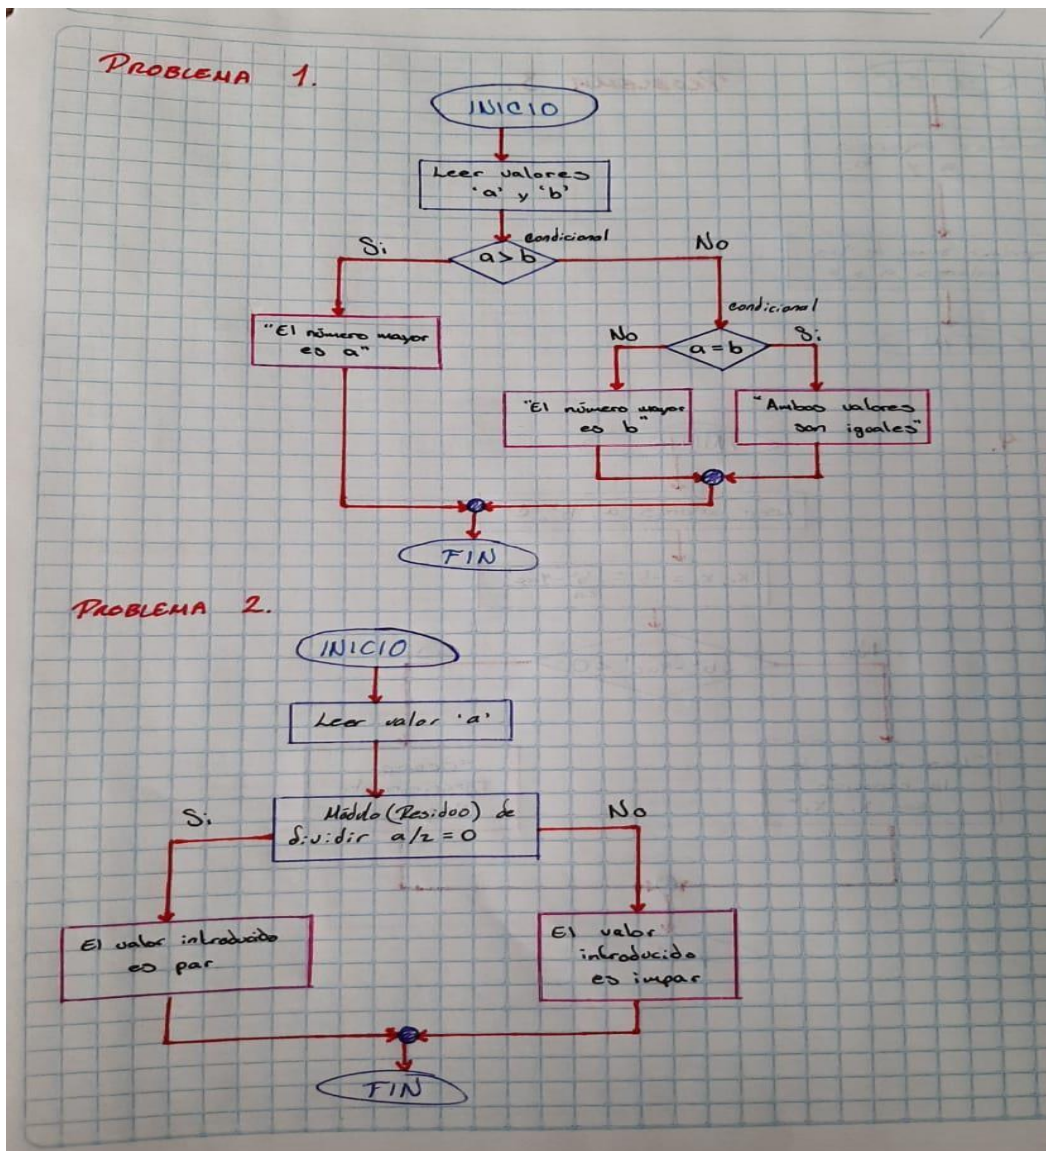 PROBLEMA 1.
INICIO
Leer valores
'a' y 'b'
condicional
Si
a > b
No
condicional
"El número mayor
es a"
No
a = b
Si
"El número mayor
es b"
"Ambos valores
son iguales"
FIN
PROBLEMA 2.
INICIO
Leer valor 'a'
Si
Módulo (Residuo) de
dividir a/2 = 0
No
El valor introducido
es par
El valor
introducido
es impar
FIN